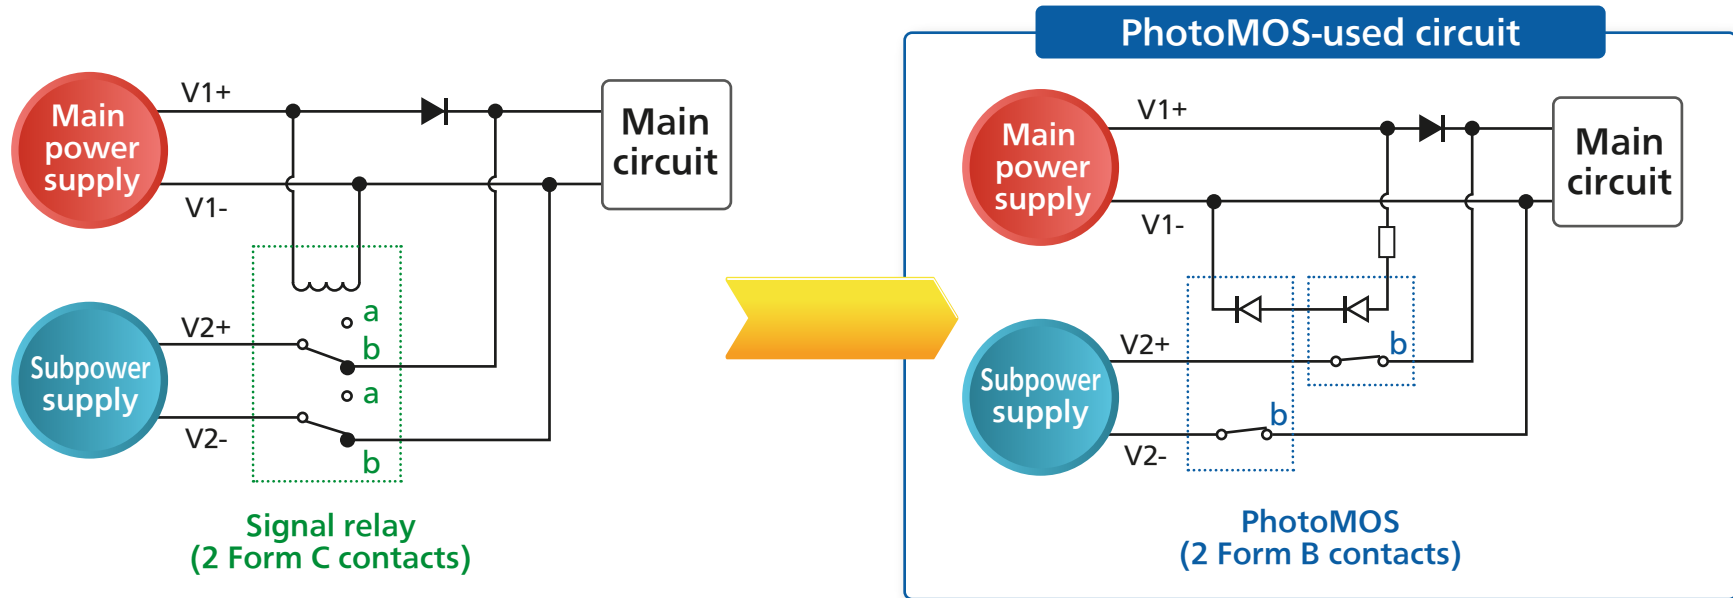 V1+
Main
power
supply
V1-
Main
circuit
a
V2+
b
Subpower
supply
a
V2-
b
Signal relay
(2 Form C contacts)
PhotoMOS-used circuit
V1+
Main
power
supply
V1-
Main
circuit
V2+
b
Subpower
supply
b
V2-
PhotoMOS
(2 Form B contacts)